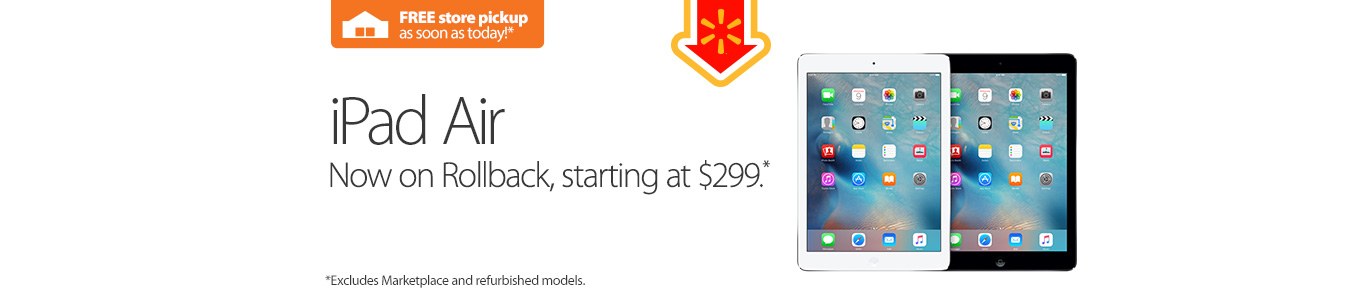 FREE store pickup
as soon as today!*
iPad Air
Now on Rollback, starting at $299.*
*Excludes Marketplace and refurbished models.